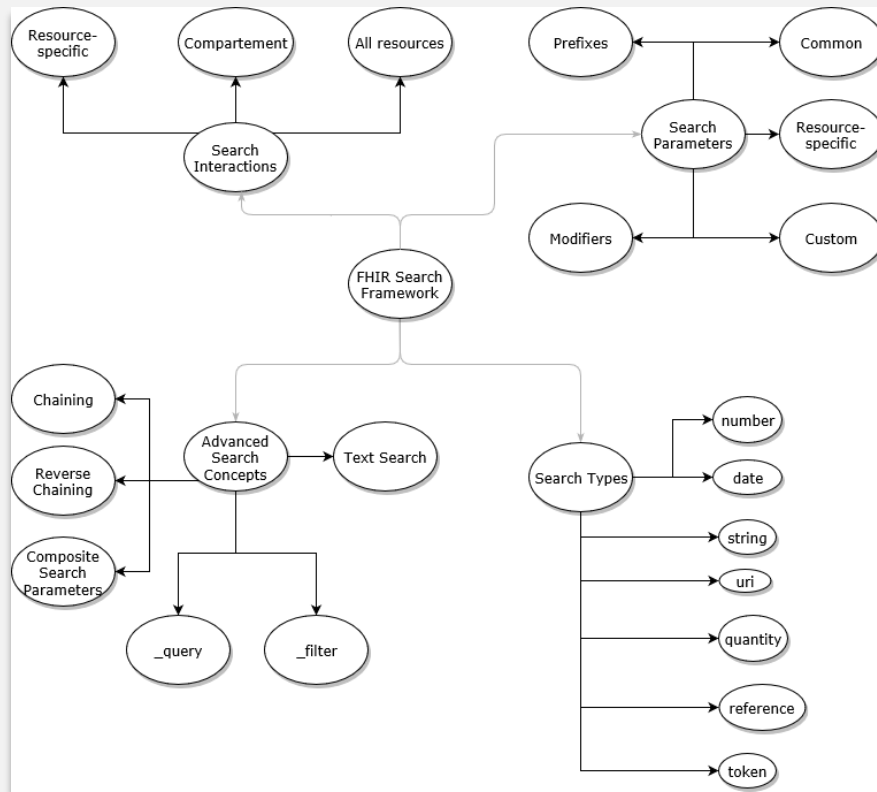 Resource-
specific
Compartement
All resources
Prefixes
Common
Search
Interactions
Search
Parameters
Resource-
specific
Modifiers
Custom
FHIR Search
Framework
Chaining
Advanced
Search
Concepts
Text Search
Reverse
Chaining
Composite
Search
Parameters
_query
_filter
Search Types
number
date
string
uri
quantity
reference
token